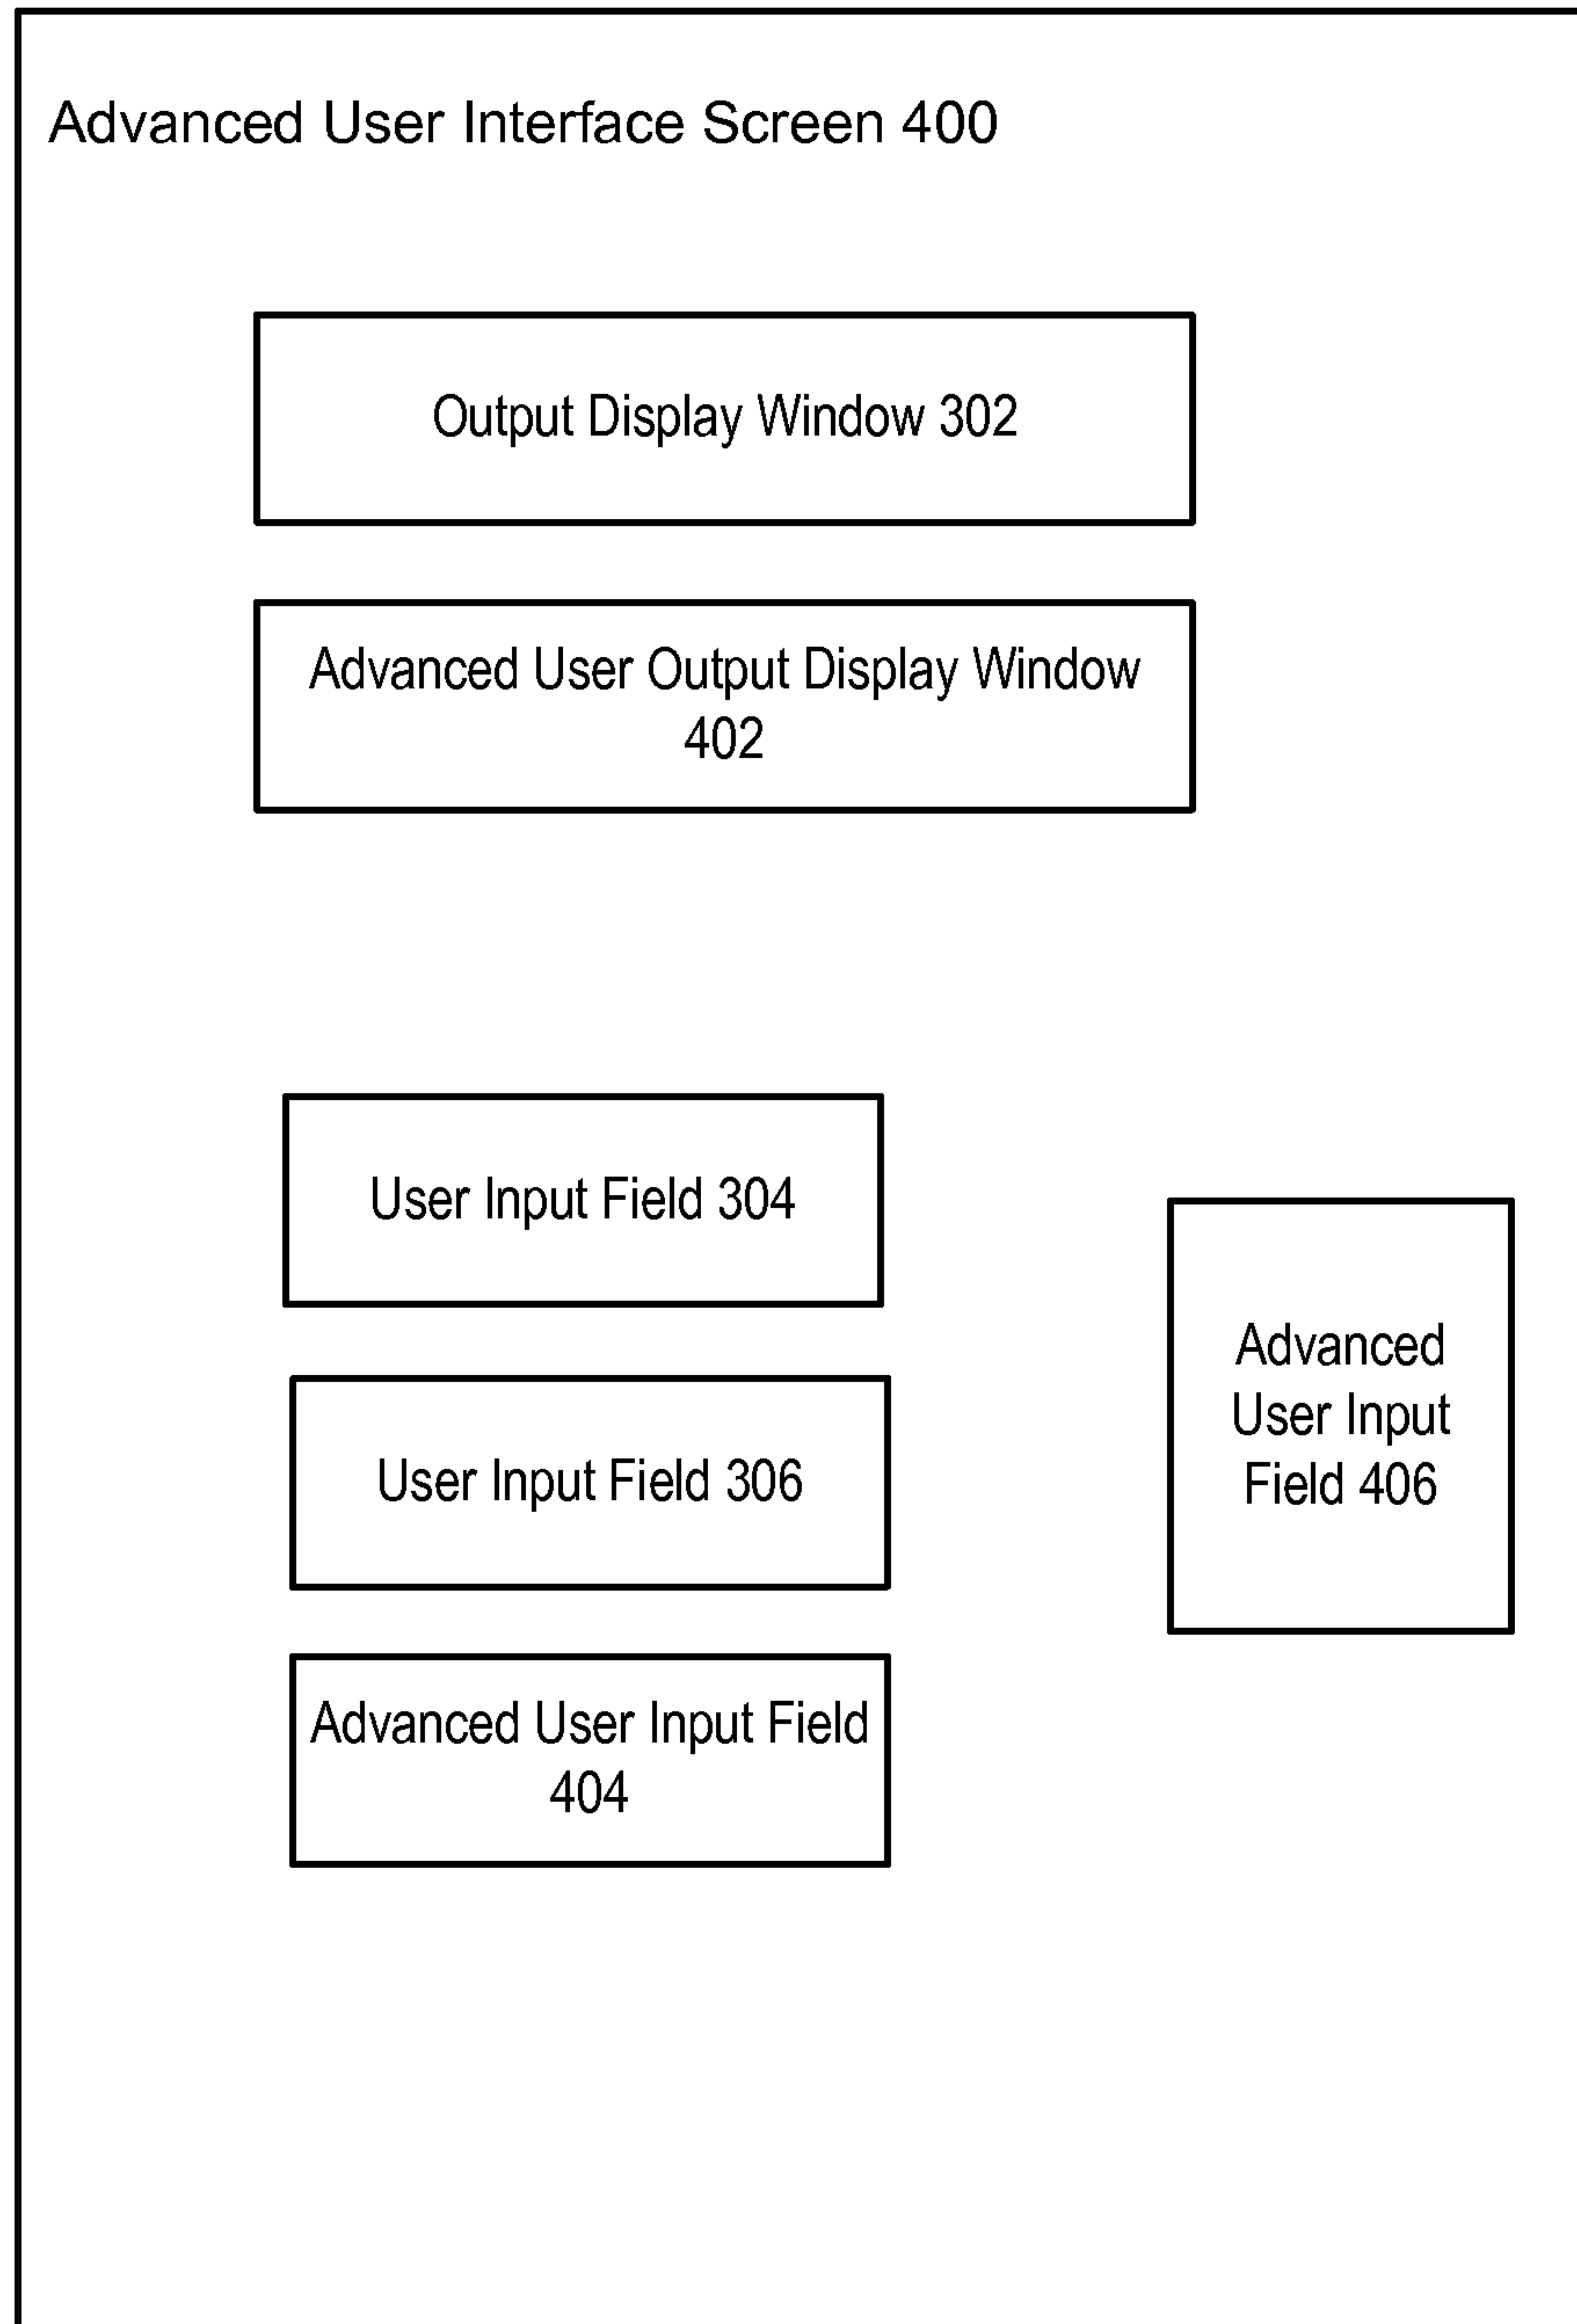 Advanced User Interface Screen 400
Output Display Window 302
Advanced User Output Display Window
402
User Input Field 304
User Input Field 306
Advanced User Input Field
404
Advanced
User Input
Field 406